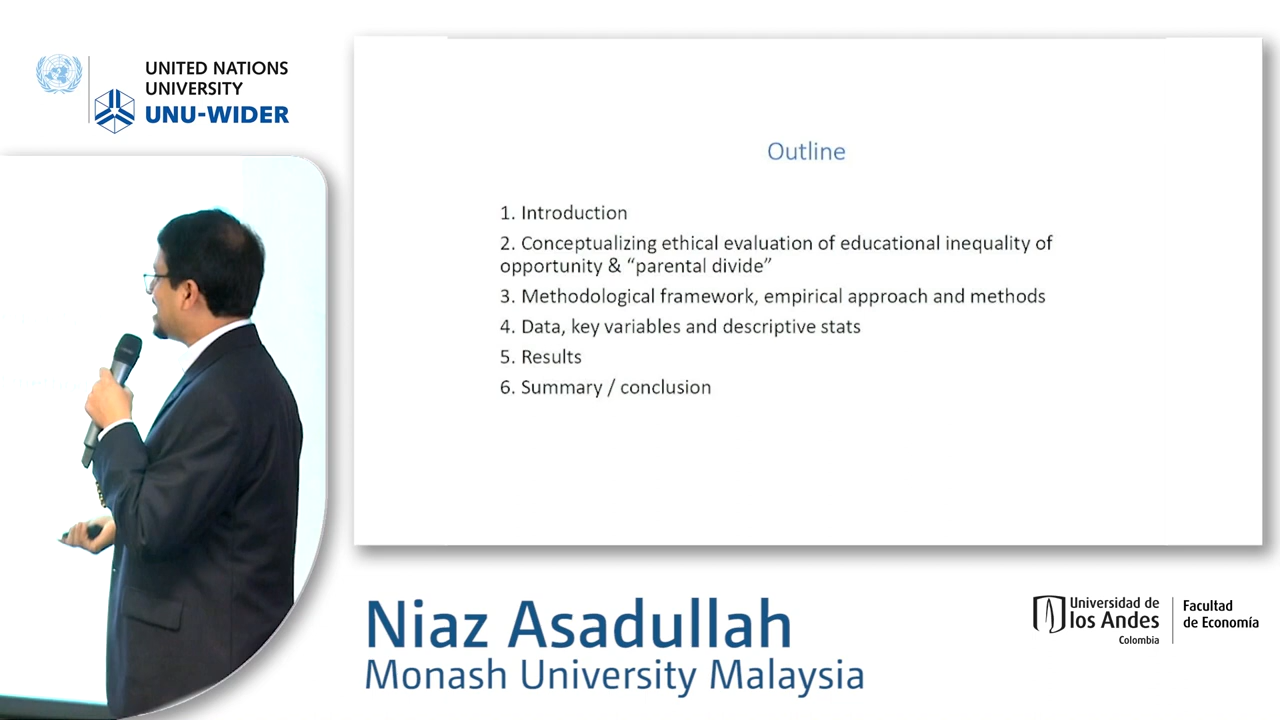 UNITED NATIONS
UNIVERSITY
UNU-WIDER
Outline
1. Introduction
2. Conceptualizing ethical evaluation of educational inequality of
opportunity & “parental divide”
3. Methodological framework, empirical approach and methods
4. Data, key variables and descriptive stats
5. Results
6. Summary / conclusion
Niaz Asadullah
Monash University Malaysia
Universidad de
los Andes
Colombia
Facultad
de Economía